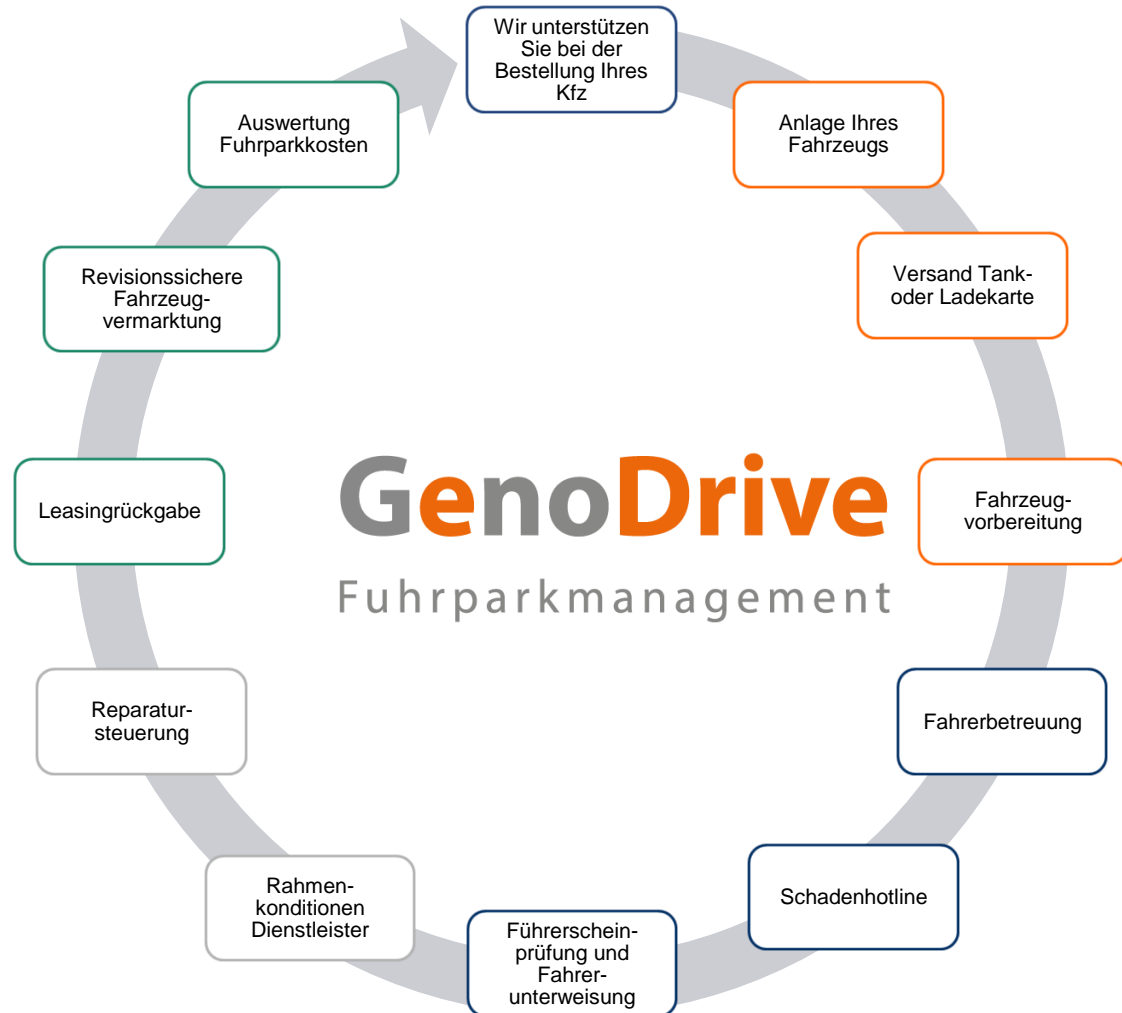 Wir unterstützen
Sie bei der
Bestellung Ihres
Kfz
Anlage Ihres
Fahrzeugs
Versand Tank-
oder Ladekarte
Fahrzeug-
vorbereitung
Fahrerbetreuung
Schadenhotline
Führerschein-
prüfung und
Fahrer-
unterweisung
Rahmen-
konditionen
Dienstleister
Reparatur-
steuerung
Leasingrückgabe
Revisionssichere
Fahrzeug-
vermarktung
Auswertung
Fuhrparkkosten
GenoDrive
Fuhrparkmanagement